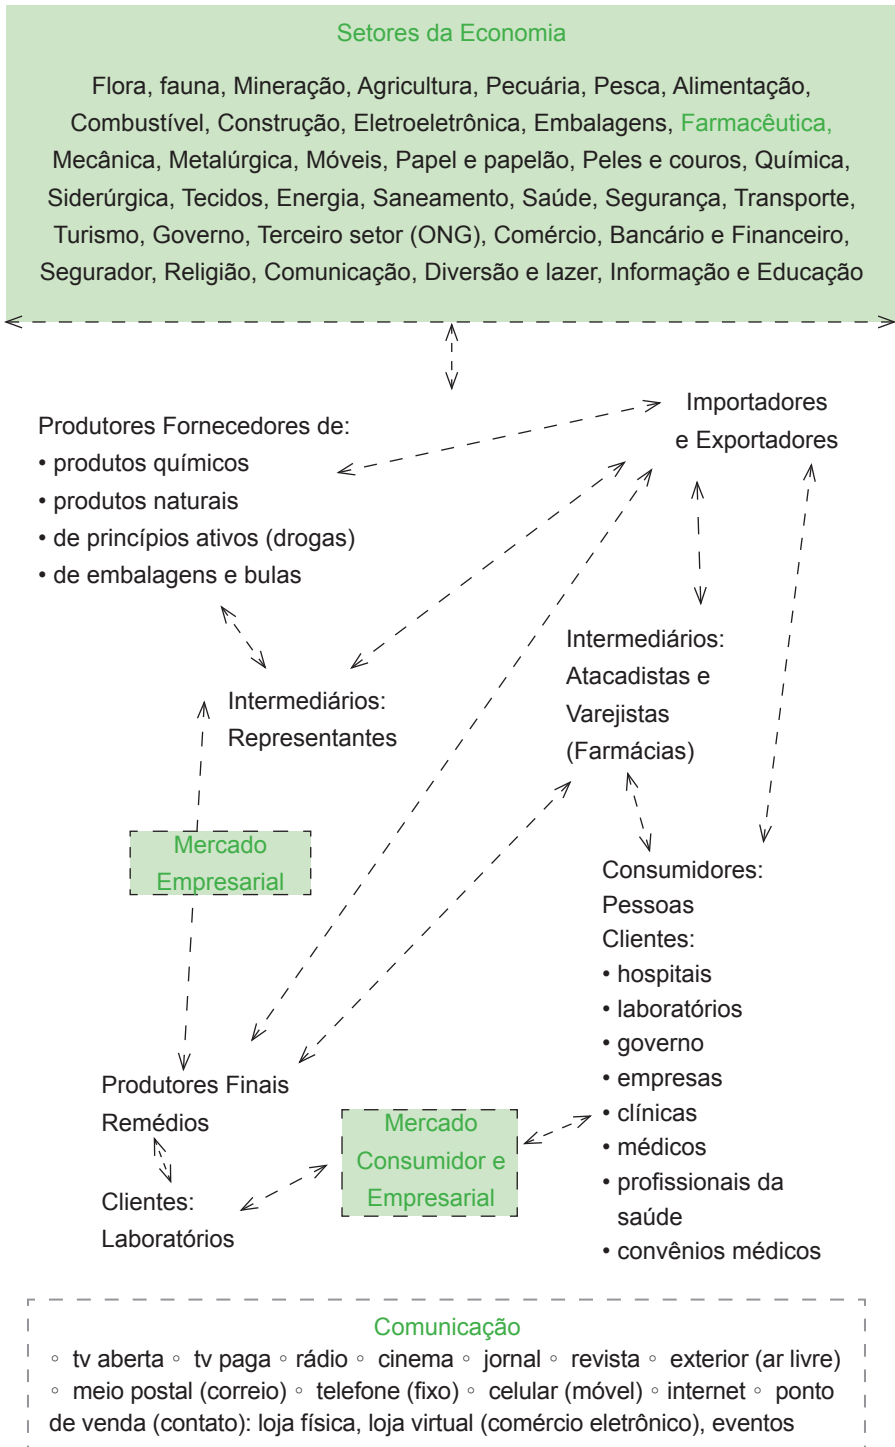 Setores da Economia
Flora, fauna, Mineração, Agricultura, Pecuária, Pesca, Alimentação,
Combustível, Construção, Eletroeletrônica, Embalagens, Farmacêutica,
Mecânica, Metalúrgica, Móveis, Papel e papelão, Peles e couros, Química,
Siderúrgica, Tecidos, Energia, Saneamento, Saúde, Segurança, Transporte,
Turismo, Governo, Terceiro setor (ONG), Comércio, Bancário e Financeiro,
Segurador, Religião, Comunicação, Diversão e lazer, Informação e Educação
Importadores
e Exportadores
Produtores Fornecedores de:
• produtos químicos
• produtos naturais
• de princípios ativos (drogas)
• de embalagens e bulas
Intermediários:
Atacadistas e
Varejistas
(Farmácias)
Intermediários:
Representantes
Mercado
Empresarial
Consumidores:
Pessoas
Clientes:
• hospitais
• laboratórios
• governo
• empresas
• clínicas
• médicos
• profissionais da
saúde
• convênios médicos
Produtores Finais
Remédios
Mercado
Consumidor e
Empresarial
Clientes:
Laboratórios
Comunicação
◦ tv aberta ◦ tv paga ◦ rádio ◦ cinema ◦ jornal ◦ revista ◦ exterior (ar livre)
◦ meio postal (correio) ◦ telefone (fixo) ◦ celular (móvel) ◦ internet ◦ ponto
de venda (contato): loja física, loja virtual (comércio eletrônico), eventos